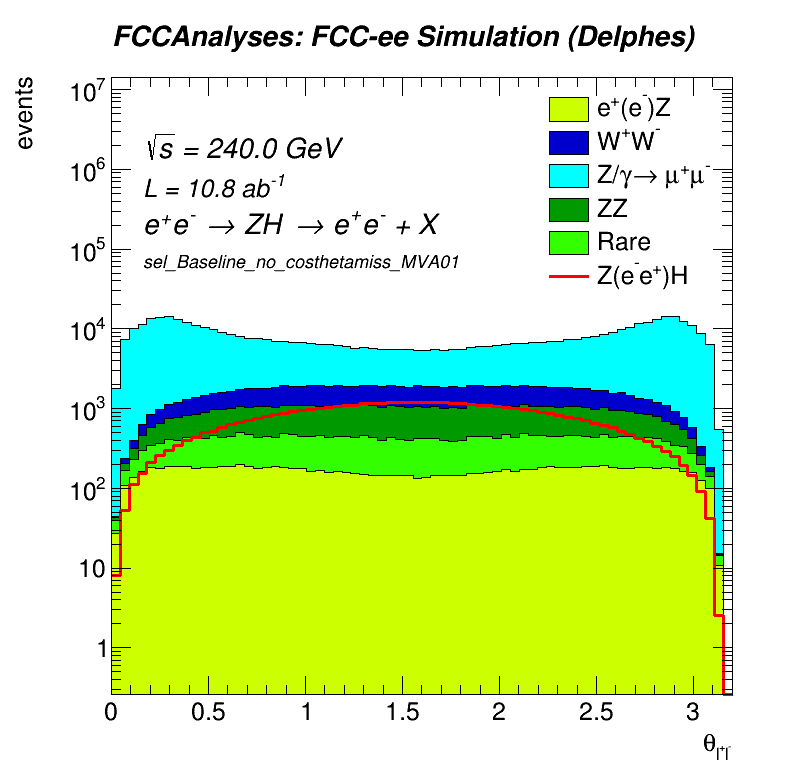 FCCAnalyses: FCC-ee Simulation (Delphes)
events
10⁷
10⁶
10⁵
10⁴
10³
10²
10
1
√s = 240.0 GeV
L = 10.8 ab⁻¹
e⁺e⁻ → ZH → e⁺e⁻ + X
sel_Baseline_no_costhetamiss_MVA01
e⁺(e⁻)Z
W⁺W⁻
Z/γ→ μ⁺μ⁻
ZZ
Rare
Z(e⁻e⁺)H
0 0.5 1 1.5 2 2.5 3
θ_{l⁺l⁻}